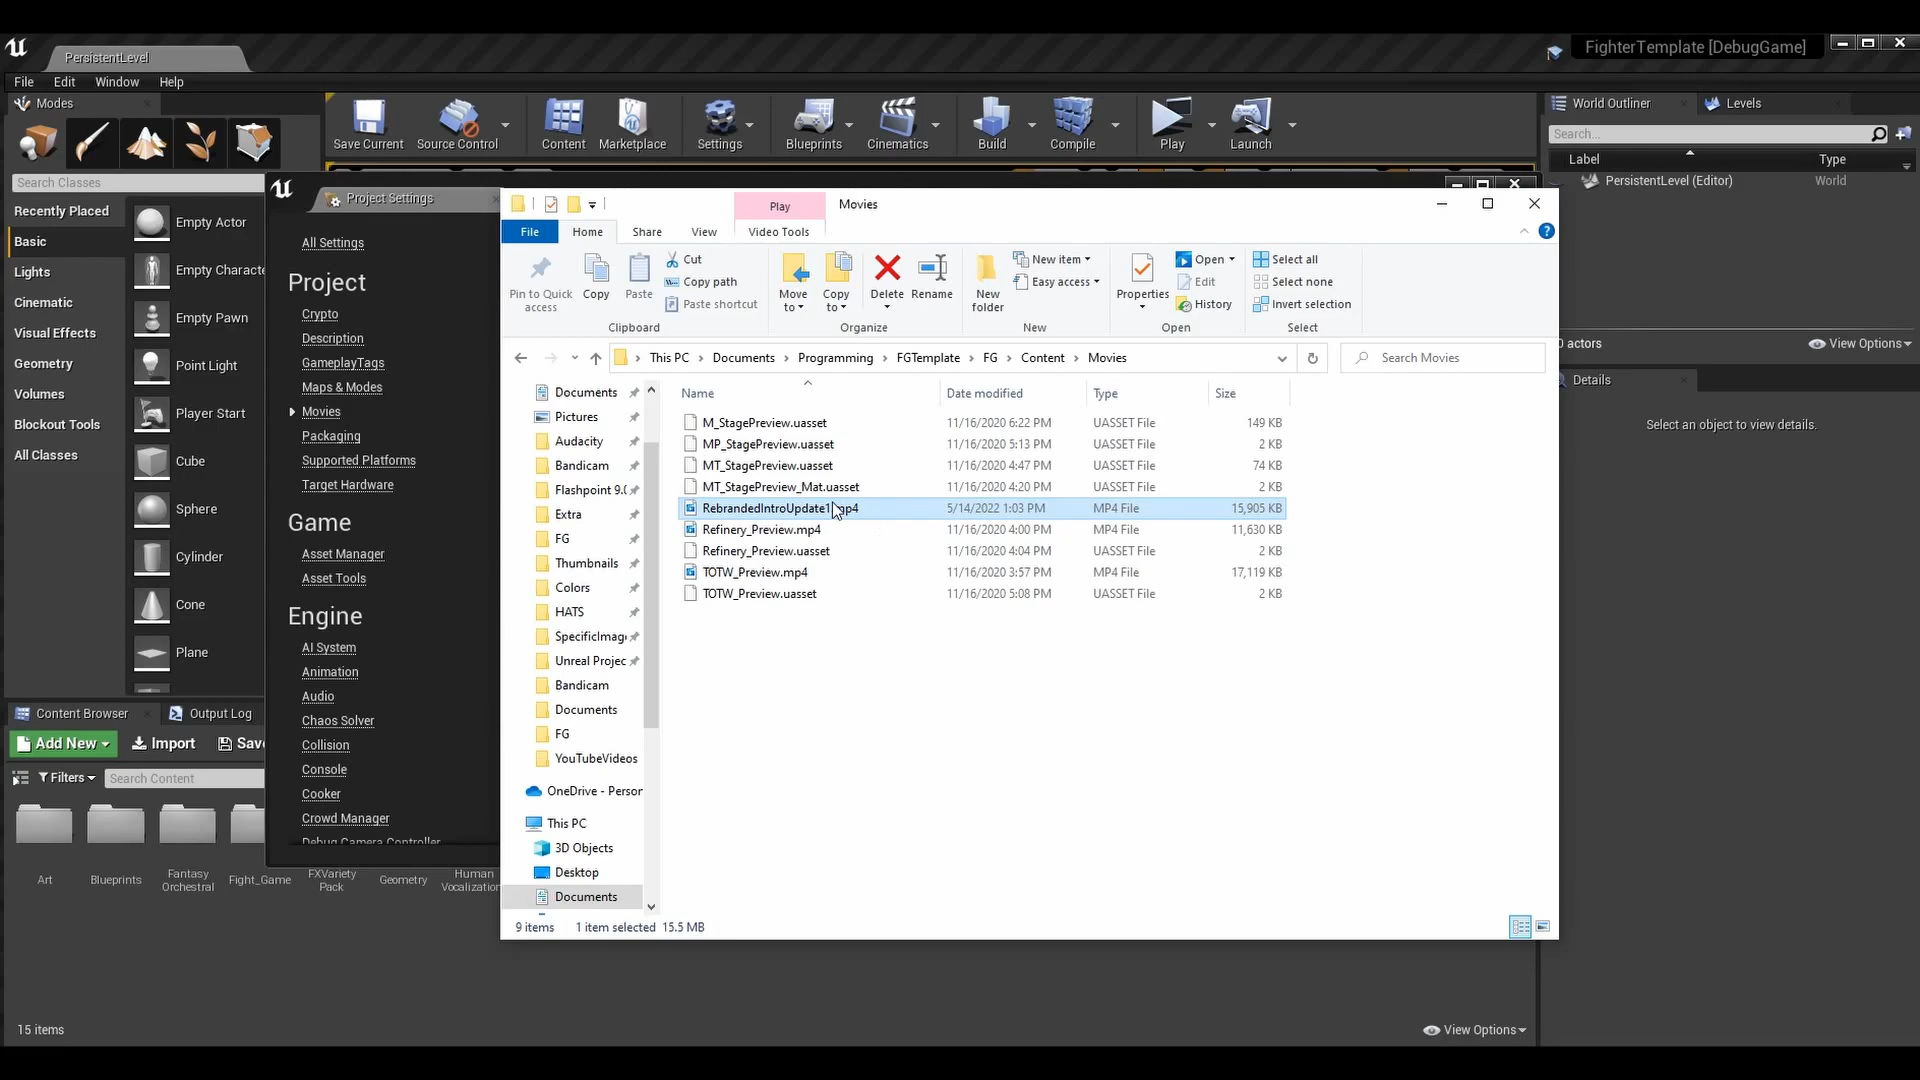 PersistentLevel
FighterTemplate [DebugGame]
File Edit Window Help
Modes
Save Current
Source Control
Content
Marketplace
Settings
Blueprints
Cinematics
Build
Compile
Play
Launch
World Outliner
Levels
Search...
Label
Type
PersistentLevel (Editor)
World
0 actors
View Options
Details
Select an object to view details.
Search Classes
Recently Placed
Basic
Lights
Cinematic
Visual Effects
Geometry
Volumes
Blockout Tools
All Classes
Empty Actor
Empty Characte
Empty Pawn
Point Light
Player Start
Cube
Sphere
Cylinder
Cone
Plane
Project Settings
All Settings
Project
Crypto
Description
GameplayTags
Maps & Modes
Movies
Packaging
Supported Platforms
Target Hardware
Game
Asset Manager
Asset Tools
Engine
AI System
Animation
Audio
Chaos Solver
Collision
Console
Cooker
Crowd Manager
Debug Camera Controller
Play
Movies
File
Home
Share
View
Video Tools
Pin to Quick
access
Copy
Paste
Cut
Copy path
Paste shortcut
Clipboard
Move
to
Copy
to
Delete
Rename
Organize
New
folder
New item
Easy access
New
Properties
Open
Edit
History
Open
Select all
Select none
Invert selection
Select
This PC > Documents > Programming > FGTemplate > FG > Content > Movies
Search Movies
Documents
Pictures
Audacity
Bandicam
Flashpoint 9.0
Extra
FG
Thumbnails
Colors
HATS
SpecificImag
Unreal Projec
Bandicam
Documents
FG
YouTubeVideos
OneDrive - Person
This PC
3D Objects
Desktop
Documents
Name Date modified Type Size
M_StagePreview.uasset 11/16/2020 6:22 PM UASSET File 149 KB
MP_StagePreview.uasset 11/16/2020 5:13 PM UASSET File 2 KB
MT_StagePreview.uasset 11/16/2020 4:47 PM UASSET File 74 KB
MT_StagePreview_Mat.uasset 11/16/2020 4:20 PM UASSET File 2 KB
RebrandedIntroUpdate1.mp4 5/14/2022 1:03 PM MP4 File 15,905 KB
Refinery_Preview.mp4 11/16/2020 4:00 PM MP4 File 11,630 KB
Refinery_Preview.uasset 11/16/2020 4:04 PM UASSET File 2 KB
TOTW_Preview.mp4 11/16/2020 3:57 PM MP4 File 17,119 KB
TOTW_Preview.uasset 11/16/2020 5:08 PM UASSET File 2 KB
9 items 1 item selected 15.5 MB
Content Browser
Output Log
Add New
Import
Save
Filters
Search Content
Art
Blueprints
Fantasy
Orchestral
Fight_Game
FXVariety
Pack
Geometry
Human
Vocalization
15 items
View Options